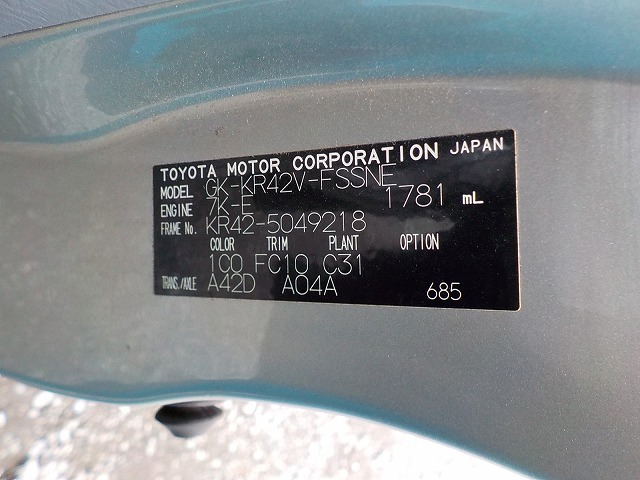 TOYOTA MOTOR CORPORATION JAPAN
MODEL GK-KR42V-FSSNE
ENGINE 7K-E 1781 mL
FRAME No. KR42-5049218
COLOR TRIM PLANT OPTION
1C0 FC10 C31
TRANS./AXLE A42D A04A 685